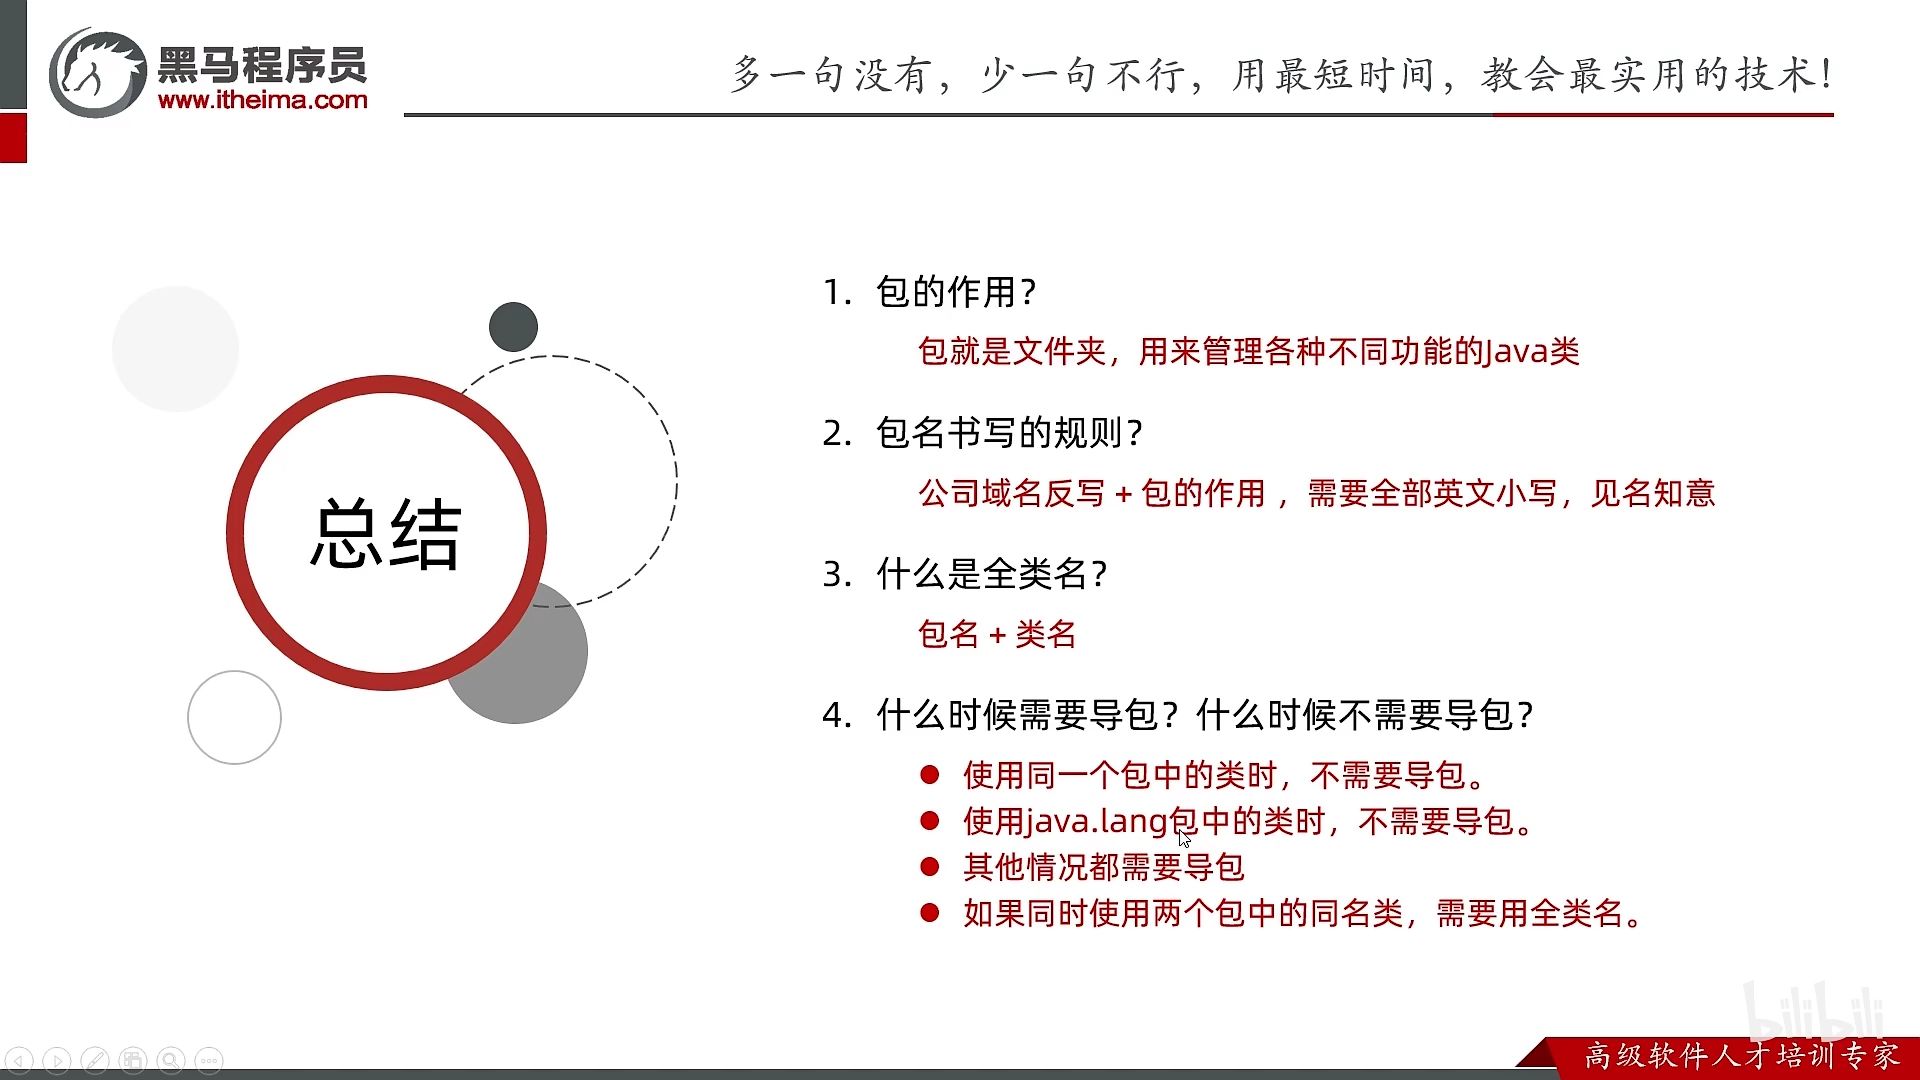 黑马程序员
www.itheima.com
多一句没有，少一句不行，用最短时间，教会最实用的技术！
总结
1. 包的作用？
包就是文件夹，用来管理各种不同功能的Java类
2. 包名书写的规则？
公司域名反写 + 包的作用 ，需要全部英文小写，见名知意
3. 什么是全类名？
包名 + 类名
4. 什么时候需要导包？什么时候不需要导包？
● 使用同一个包中的类时，不需要导包。
● 使用java.lang包中的类时，不需要导包。
● 其他情况都需要导包
● 如果同时使用两个包中的同名类，需要用全类名。
bilibili
高级软件人才培训专家